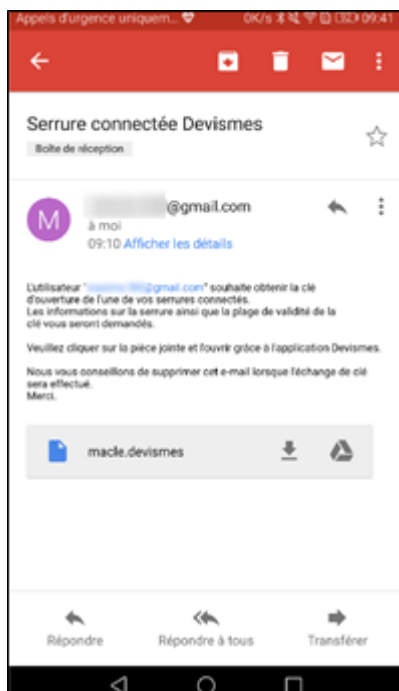 Appels d'urgence uniquem... 0K/s 09:41
Serrure connectée Devismes
Boîte de réception
M
@gmail.com
à moi
09:10 Afficher les détails
L'utilisateur " @gmail.com" souhaite obtenir la clé
d'ouverture de l'une de vos serrures connectés.
Les informations sur la serrure ainsi que la plage de validité de la
clé vous seront demandés.
Veuillez cliquer sur la pièce jointe et l'ouvrir grâce à l'application Devismes.
Nous vous conseillons de supprimer cet e-mail lorsque l'échange de clé
sera effectué.
Merci.
macle.devismes
Répondre Répondre à tous Transférer